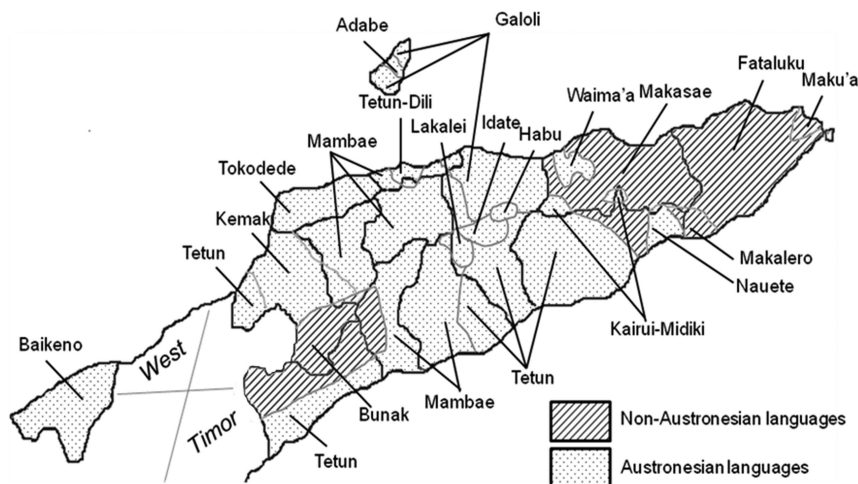 Adabe
Galoli
Tetun-Dili
Fataluku
Maku'a
Waima'a
Makasae
Idate
Lakalei
Habu
Mambae
Tokodede
Kemak
Tetun
Makalero
Nauete
Kairui-Midiki
Baikeno
West
Timor
Tetun
Bunak
Mambae
Tetun
Non-Austronesian languages
Austronesian languages